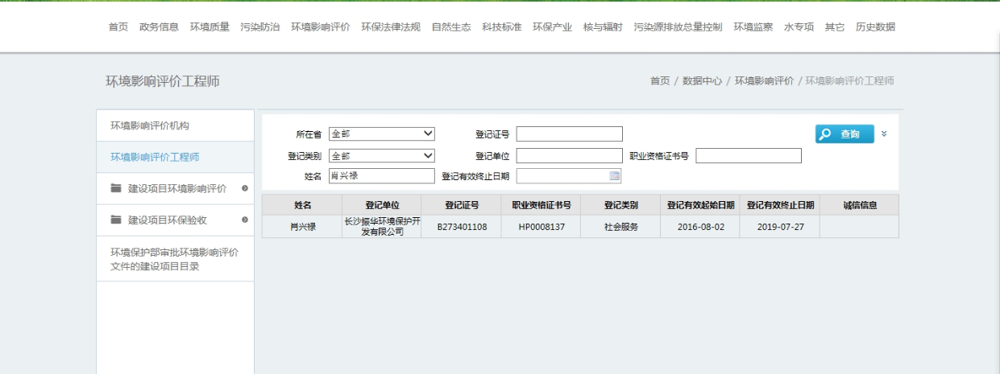 首页 政务信息 环境质量 污染防治 环境影响评价 环保法律法规 自然生态 科技标准 环保产业 核与辐射 污染源排放总量控制 环境监察 水专项 其它 历史数据
环境影响评价工程师 首页 / 数据中心 / 环境影响评价 / 环境影响评价工程师
环境影响评价机构
环境影响评价工程师
建设项目环境影响评价
建设项目环保验收
环境保护部审批环境影响评价
文件的建设项目目录
所在省 全部 登记证号 查询
登记类别 全部 登记单位 职业资格证书号
姓名 肖兴禄 登记有效终止日期
姓名 登记单位 登记证号 职业资格证书号 登记类别 登记有效起始日期 登记有效终止日期 诚信信息
肖兴禄 长沙振华环境保护开 B273401108 HP0008137 社会服务 2016-08-02 2019-07-27
发有限公司